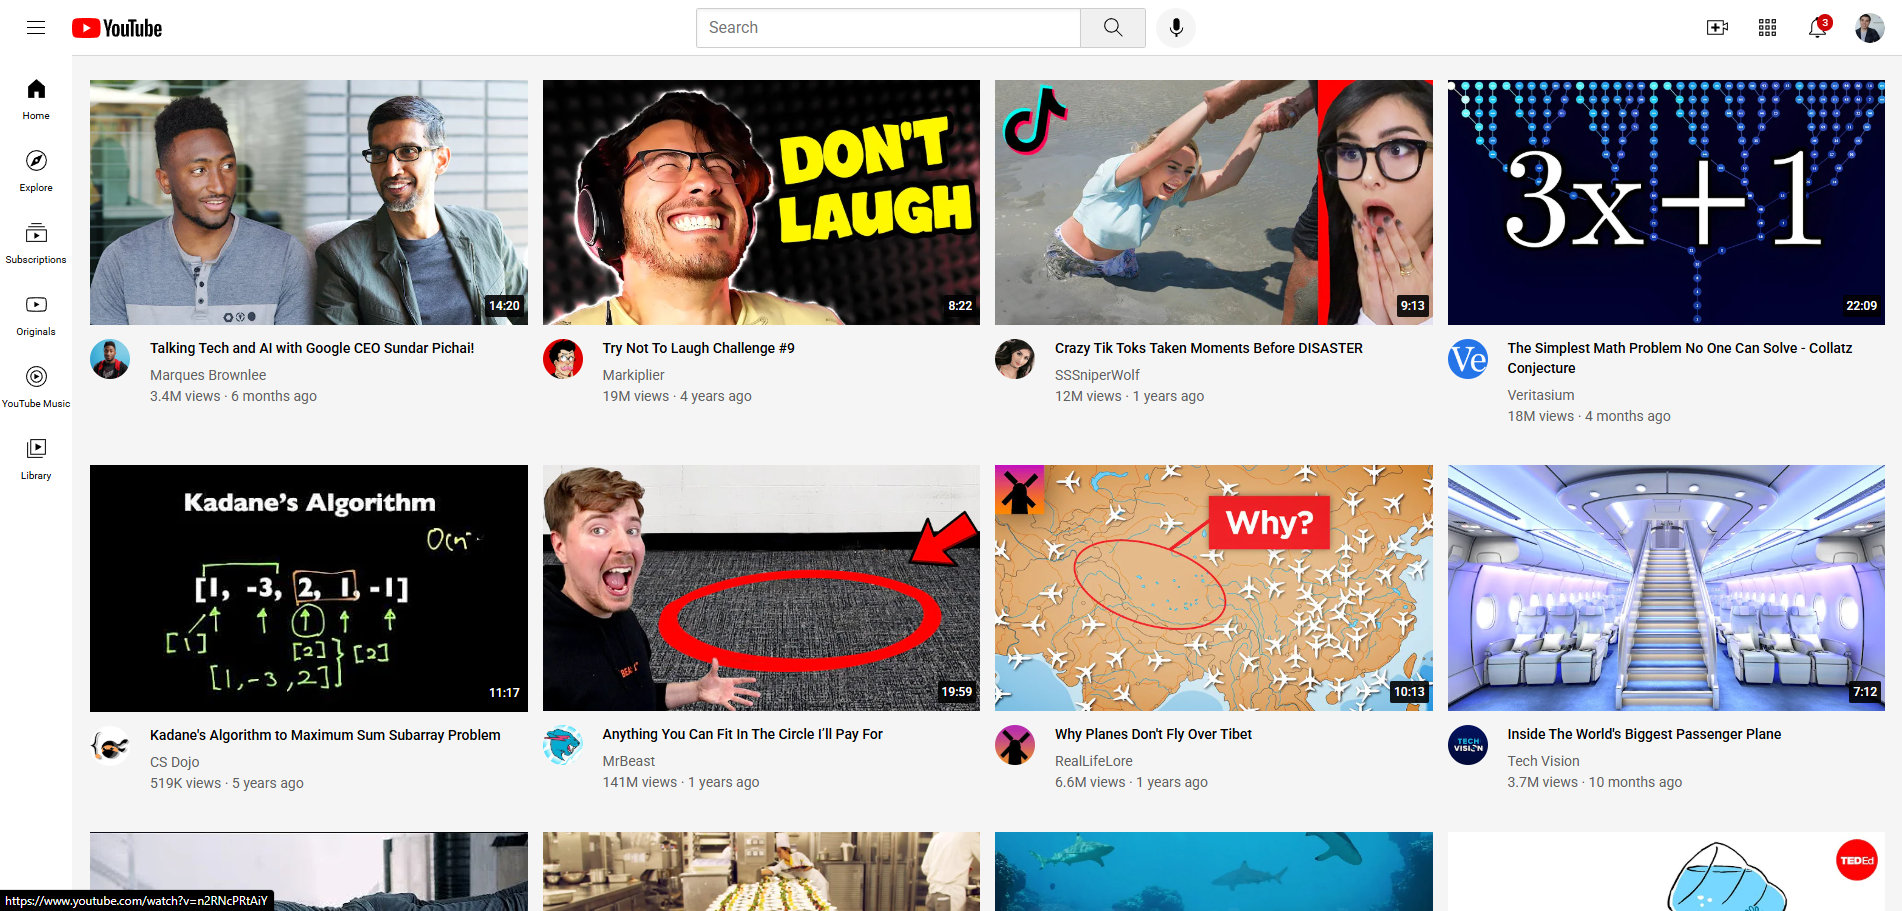 YouTube
Search
3
Home
Explore
Subscriptions
Originals
YouTube Music
Library
DON'T
LAUGH
3x+1
14:20
8:22
9:13
22:09
Talking Tech and AI with Google CEO Sundar Pichai!
Marques Brownlee
3.4M views · 6 months ago
Try Not To Laugh Challenge #9
Markiplier
19M views · 4 years ago
Crazy Tik Toks Taken Moments Before DISASTER
SSSniperWolf
12M views · 1 years ago
Ve
The Simplest Math Problem No One Can Solve - Collatz
Conjecture
Veritasium
18M views · 4 months ago
Kadane's Algorithm
O(n
[1, -3, 2, 1, -1]
[1]
[2]
[2]
[1,-3,2]
11:17
19:59
Why?
10:13
7:12
Kadane's Algorithm to Maximum Sum Subarray Problem
CS Dojo
519K views · 5 years ago
Anything You Can Fit In The Circle I'll Pay For
MrBeast
141M views · 1 years ago
Why Planes Don't Fly Over Tibet
RealLifeLore
6.6M views · 1 years ago
TECH
VISION
Inside The World's Biggest Passenger Plane
Tech Vision
3.7M views · 10 months ago
TEDEd
https://www.youtube.com/watch?v=n2RNcPRtAiY